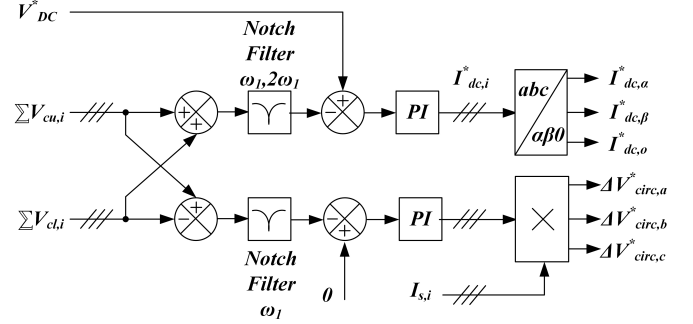 V*DC
Notch
Filter
ω1,2ω1
I*dc,i
I*dc,α
abc
ΣVcu,i
+
+
+
-
PI
I*dc,β
αβ0
I*dc,o
ΔV*circ,a
ΣVcl,i
+
-
-
+
PI
×
ΔV*circ,b
ΔV*circ,c
Notch
Filter
ω1
0
Is,i